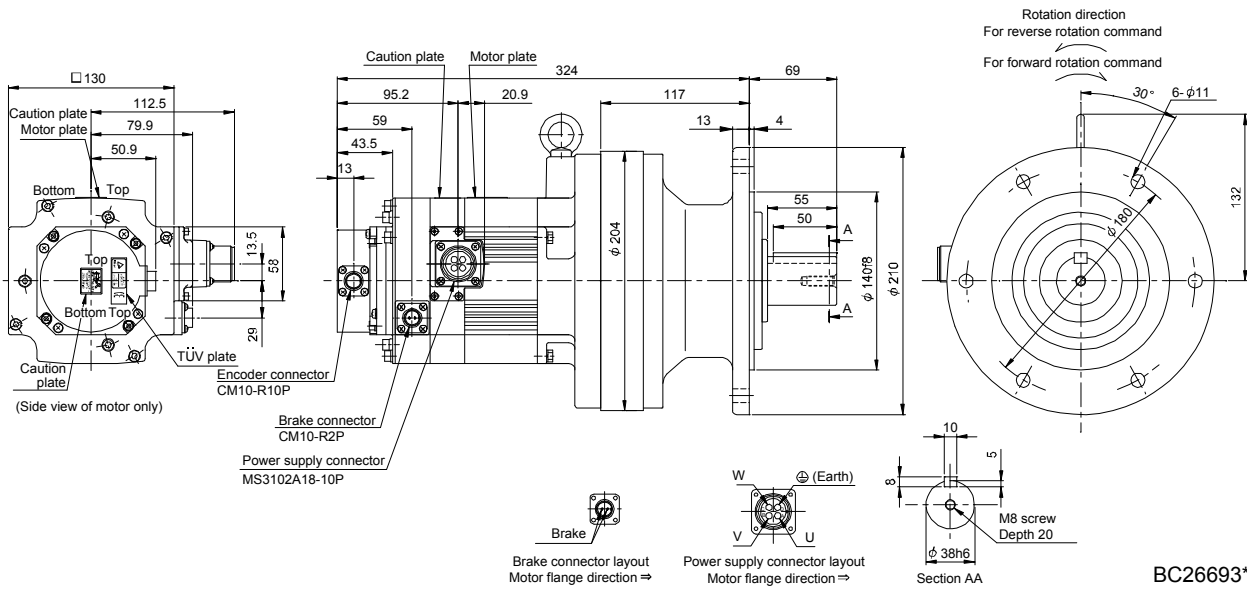 Rotation direction
For reverse rotation command
For forward rotation command
30°
6-ϕ11
132
ϕ180
□130
112.5
Caution plate
Motor plate
79.9
50.9
Bottom
Top
Top
Bottom
Top
13.5
58
29
TÜV plate
Caution
plate
(Side view of motor only)
Caution plate
Motor plate
324
69
95.2
20.9
117
59
13
4
43.5
13
55
50
A
A
ϕ204
ϕ140f8
ϕ210
Encoder connector
CM10-R10P
Brake connector
CM10-R2P
Power supply connector
MS3102A18-10P
Brake
Brake connector layout
Motor flange direction ⇒
W
(Earth)
V
U
Power supply connector layout
Motor flange direction ⇒
10
5
8
M8 screw
Depth 20
ϕ38h6
Section AA
BC26693*